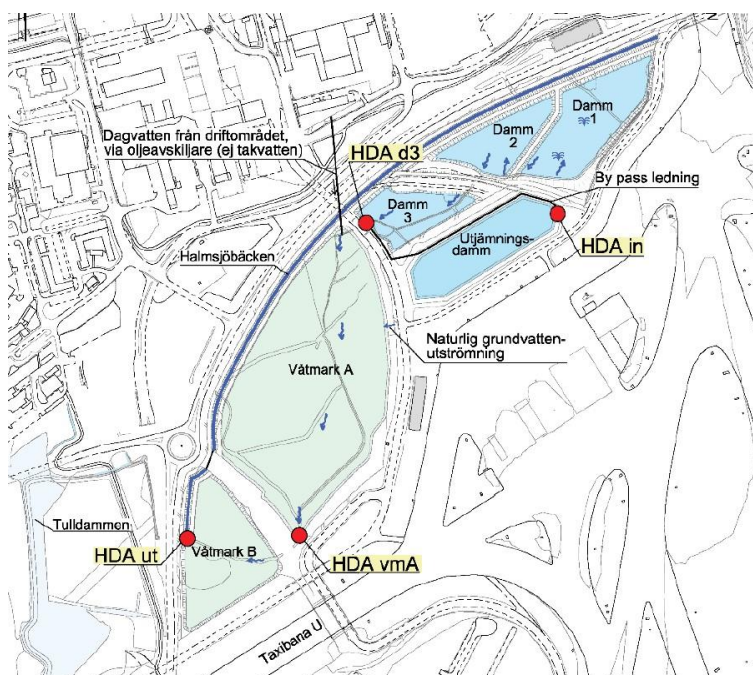 Damm
1
Damm
2
Dagvatten från driftområdet,
via oljeavskiljare (ej takvatten)
HDA d3
By pass ledning
Damm
3
Utjämnings-
damm
HDA in
Halmsjöbäcken
Naturlig grundvatten-
utströmning
Våtmark A
Tulldammen
HDA ut
Våtmark B
HDA vmA
Taxibana U